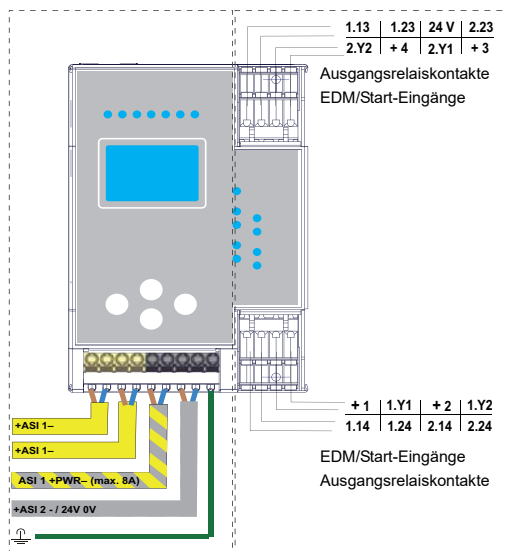 1.13 1.23 24 V 2.23
2.Y2 + 4 2.Y1 + 3
Ausgangsrelaiskontakte
EDM/Start-Eingänge
+ 1 1.Y1 + 2 1.Y2
1.14 1.24 2.14 2.24
EDM/Start-Eingänge
Ausgangsrelaiskontakte
+ASI 1–
+ASI 1–
ASI 1 +PWR– (max. 8A)
+ASI 2 - / 24V 0V